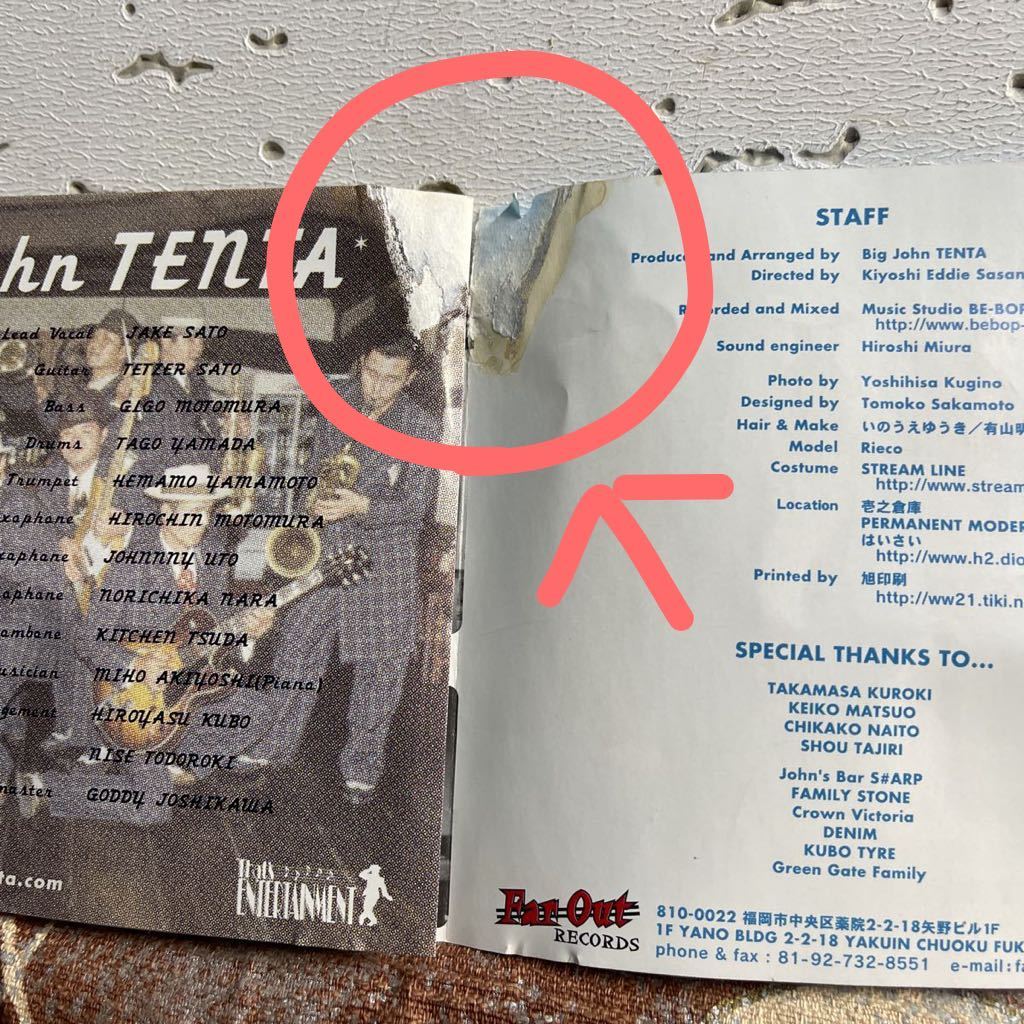 hn TENTA*
Lead Vocal JAKE SATO
Guitar TETZER SATO
Bass GIGO MOTOMURA
Drums TAGO YAMADA
Trumpet HEMAMO YAMAMOTO
xophone HIROCHIN MOTOMURA
xophone JOHNNNY UTO
ophone NORICHIKA NARA
ombone KITCHEN TSUDA
usician MIHO AKIYOSHI(Piano)
gement HIROYASU KUBO
NISE TODOROKI
master GODDY JOSHIKAWA
ta.com
That's
ENTERTAINMENT
STAFF
Produc and Arranged by Big John TENTA
Directed by Kiyoshi Eddie Sasan
R orded and Mixed Music Studio BE-BOP
http://www.bebop-
Sound engineer Hiroshi Miura
Photo by Yoshihisa Kugino
Designed by Tomoko Sakamoto
Hair & Make いのうえゆうき／有山明
Model Rieco
Costume STREAM LINE
http://www.stream
Location 壱之倉庫
PERMANENT MODER
はいさい
http://www.h2.dio
Printed by 旭印刷
http://ww21.tiki.n
SPECIAL THANKS TO...
TAKAMASA KUROKI
KEIKO MATSUO
CHIKAKO NAITO
SHOU TAJIRI
John's Bar S#ARP
FAMILY STONE
Crown Victoria
DENIM
KUBO TYRE
Green Gate Family
Far Out
RECORDS
810-0022 福岡市中央区薬院2-2-18矢野ビル1F
1F YANO BLDG 2-2-18 YAKUIN CHUOKU FUK
phone & fax : 81-92-732-8551 e-mail:fa